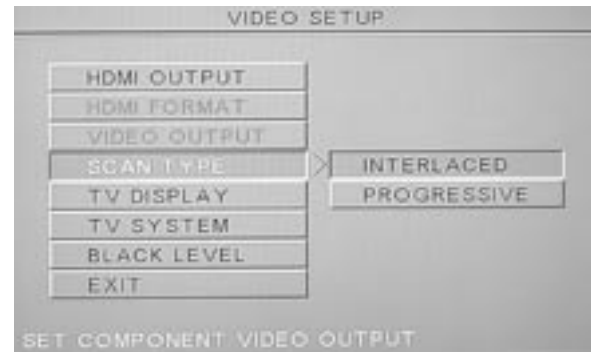 VIDEO SETUP
HDMI OUTPUT
HDMI FORMAT
VIDEO OUTPUT
SCAN TYPE
INTERLACED
TV DISPLAY
PROGRESSIVE
TV SYSTEM
BLACK LEVEL
EXIT
SET COMPONENT VIDEO OUTPUT